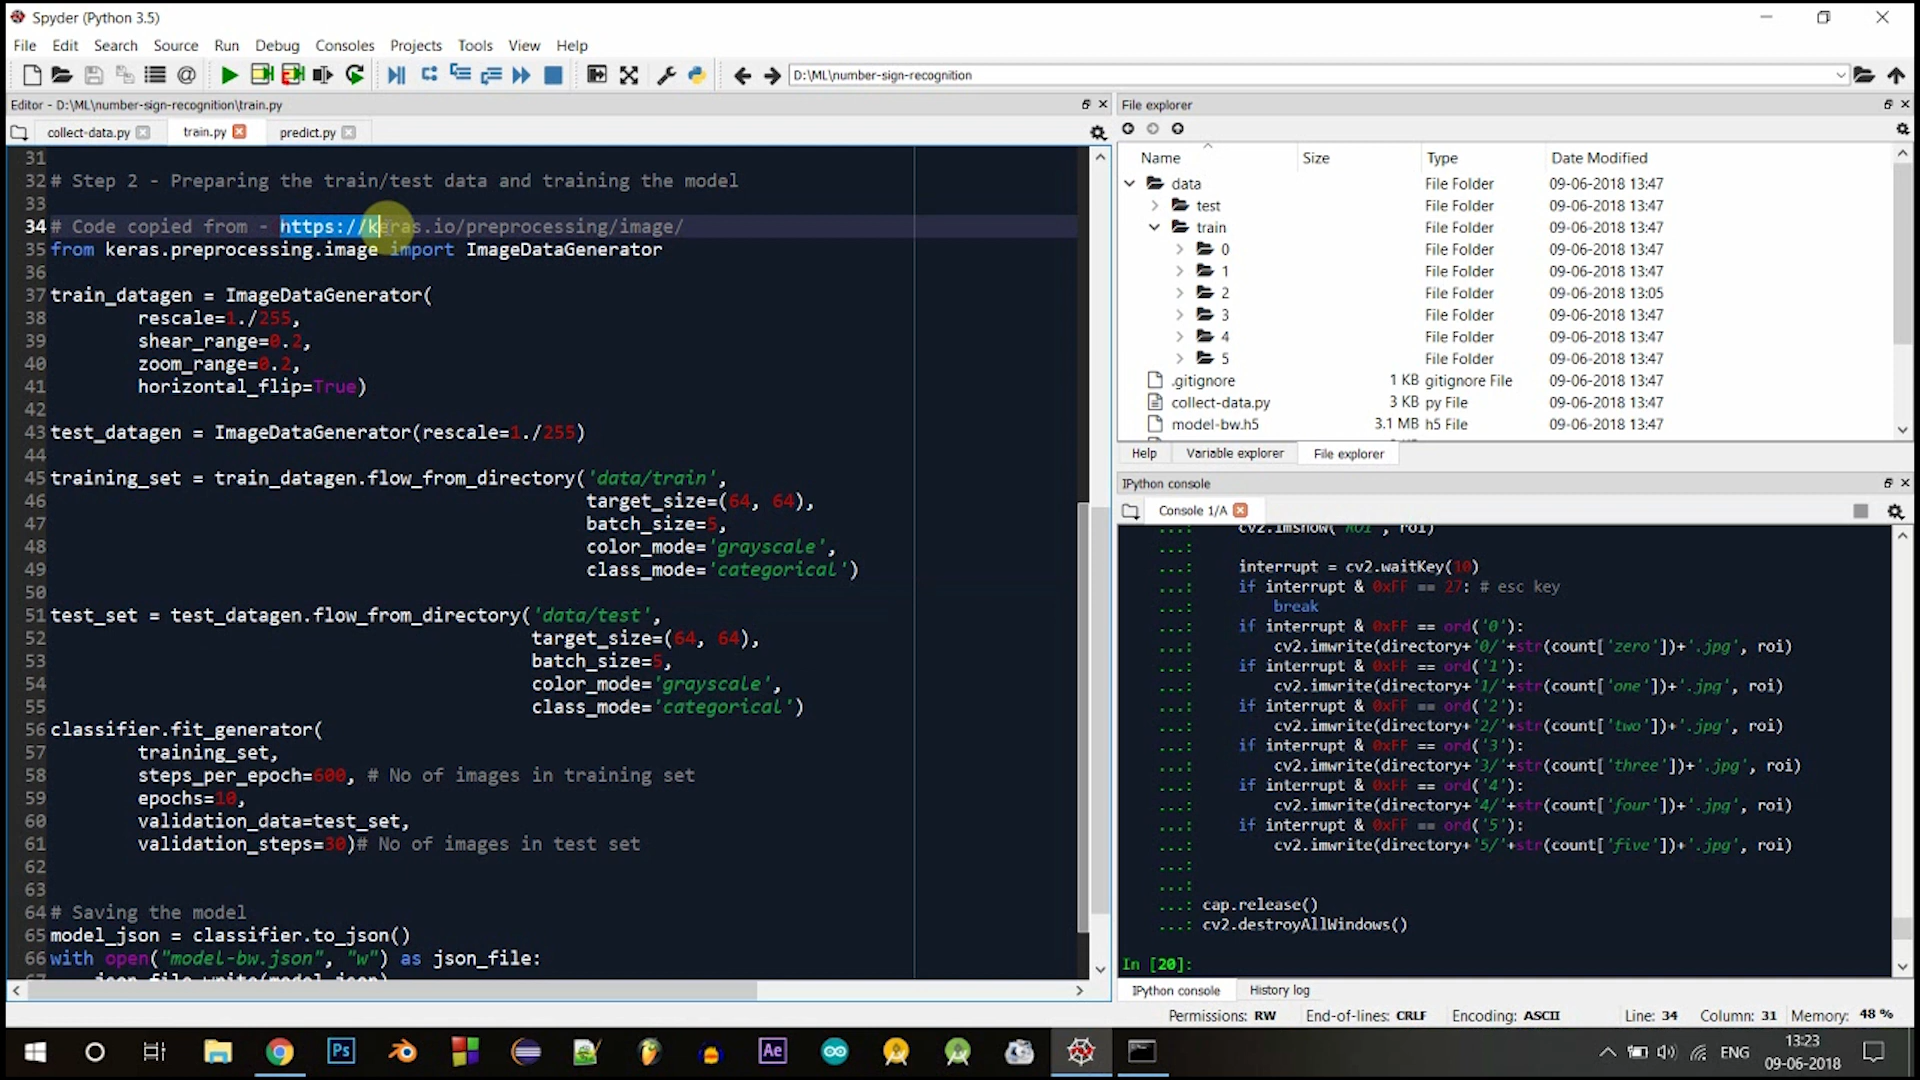 Spyder (Python 3.5)
File Edit Search Source Run Debug Consoles Projects Tools View Help
D:\ML\number-sign-recognition
Editor - D:\ML\number-sign-recognition\train.py
collect-data.py train.py predict.py
31
32 # Step 2 - Preparing the train/test data and training the model
33
34 # Code copied from - https://keras.io/preprocessing/image/
35 from keras.preprocessing.image import ImageDataGenerator
36
37 train_datagen = ImageDataGenerator(
38 rescale=1./255,
39 shear_range=0.2,
40 zoom_range=0.2,
41 horizontal_flip=True)
42
43 test_datagen = ImageDataGenerator(rescale=1./255)
44
45 training_set = train_datagen.flow_from_directory('data/train',
46 target_size=(64, 64),
47 batch_size=5,
48 color_mode='grayscale',
49 class_mode='categorical')
50
51 test_set = test_datagen.flow_from_directory('data/test',
52 target_size=(64, 64),
53 batch_size=5,
54 color_mode='grayscale',
55 class_mode='categorical')
56 classifier.fit_generator(
57 training_set,
58 steps_per_epoch=600, # No of images in training set
59 epochs=10,
60 validation_data=test_set,
61 validation_steps=30)# No of images in test set
62
63
64 # Saving the model
65 model_json = classifier.to_json()
66 with open("model-bw.json", "w") as json_file:
67 json_file.write(model_json)
File explorer
Name Size Type Date Modified
data File Folder 09-06-2018 13:47
test File Folder 09-06-2018 13:47
train File Folder 09-06-2018 13:47
0 File Folder 09-06-2018 13:47
1 File Folder 09-06-2018 13:47
2 File Folder 09-06-2018 13:05
3 File Folder 09-06-2018 13:47
4 File Folder 09-06-2018 13:47
5 File Folder 09-06-2018 13:47
.gitignore 1 KB gitignore File 09-06-2018 13:47
collect-data.py 3 KB py File 09-06-2018 13:47
model-bw.h5 3.1 MB h5 File 09-06-2018 13:47
Help Variable explorer File explorer
IPython console
Console 1/A
...: cv2.imshow("ROI", roi)
...:
...: interrupt = cv2.waitKey(10)
...: if interrupt & 0xFF == 27: # esc key
...: break
...: if interrupt & 0xFF == ord('0'):
...: cv2.imwrite(directory+'0/'+str(count['zero'])+'.jpg', roi)
...: if interrupt & 0xFF == ord('1'):
...: cv2.imwrite(directory+'1/'+str(count['one'])+'.jpg', roi)
...: if interrupt & 0xFF == ord('2'):
...: cv2.imwrite(directory+'2/'+str(count['two'])+'.jpg', roi)
...: if interrupt & 0xFF == ord('3'):
...: cv2.imwrite(directory+'3/'+str(count['three'])+'.jpg', roi)
...: if interrupt & 0xFF == ord('4'):
...: cv2.imwrite(directory+'4/'+str(count['four'])+'.jpg', roi)
...: if interrupt & 0xFF == ord('5'):
...: cv2.imwrite(directory+'5/'+str(count['five'])+'.jpg', roi)
...:
...:
...: cap.release()
...: cv2.destroyAllWindows()
In [20]:
IPython console History log
Permissions: RW End-of-lines: CRLF Encoding: ASCII Line: 34 Column: 31 Memory: 48 %
Ps Ae ENG 13:23
09-06-2018